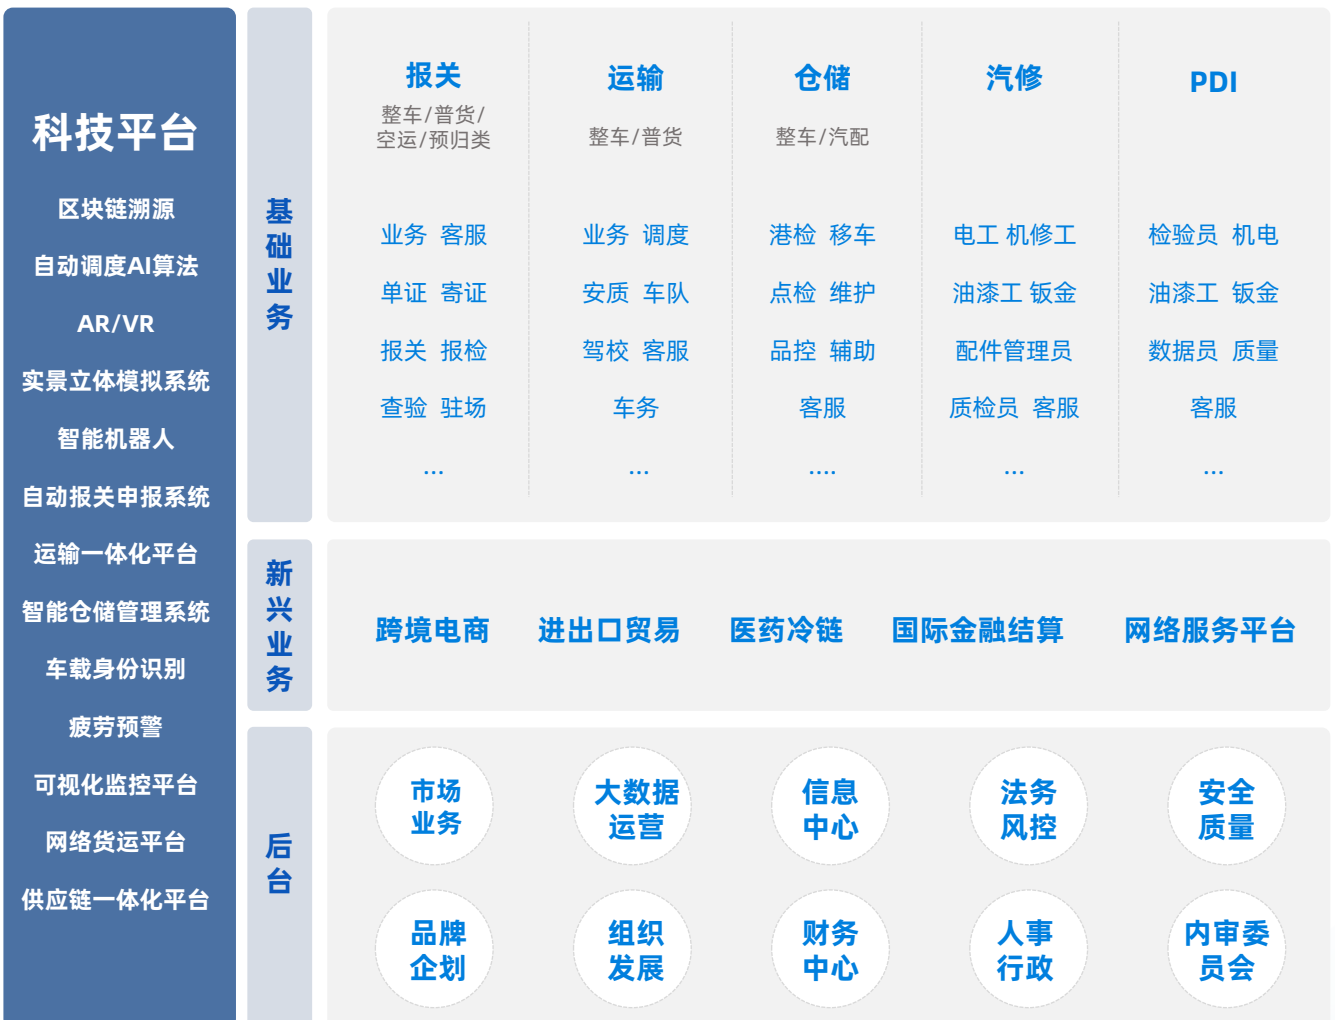 科技平台
区块链溯源
自动调度AI算法
AR/VR
实景立体模拟系统
智能机器人
自动报关申报系统
运输一体化平台
智能仓储管理系统
车载身份识别
疲劳预警
可视化监控平台
网络货运平台
供应链一体化平台
基础业务
报关
整车/普货/
空运/预归类
业务 客服
单证 寄证
报关 报检
查验 驻场
...
运输
整车/普货
业务 调度
安质 车队
驾校 客服
车务
...
仓储
整车/汽配
港检 移车
点检 维护
品控 辅助
客服
....
汽修
电工 机修工
油漆工 钣金
配件管理员
质检员 客服
...
PDI
检验员 机电
油漆工 钣金
数据员 质量
客服
...
新兴业务
跨境电商
进出口贸易
医药冷链
国际金融结算
网络服务平台
后台
市场
业务
大数据
运营
信息
中心
法务
风控
安全
质量
品牌
企划
组织
发展
财务
中心
人事
行政
内审委
员会